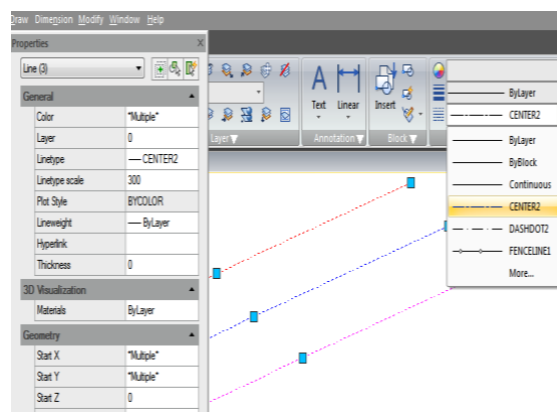 Draw Dimension Modify Window Help
Properties x
Line (3)
General
Color *Multiple*
Layer 0
Linetype CENTER2
Linetype scale 300
Plot Style BYCOLOR
Lineweight ByLayer
Hyperlink
Thickness 0
3D Visualization
Materials ByLayer
Geometry
Start X *Multiple*
Start Y *Multiple*
Start Z 0
Layer
A
Text Linear
Annotation
Insert
Block
ByLayer
CENTER2
ByLayer
ByBlock
Continuous
CENTER2
DASHDOT2
FENCELINE1
More...